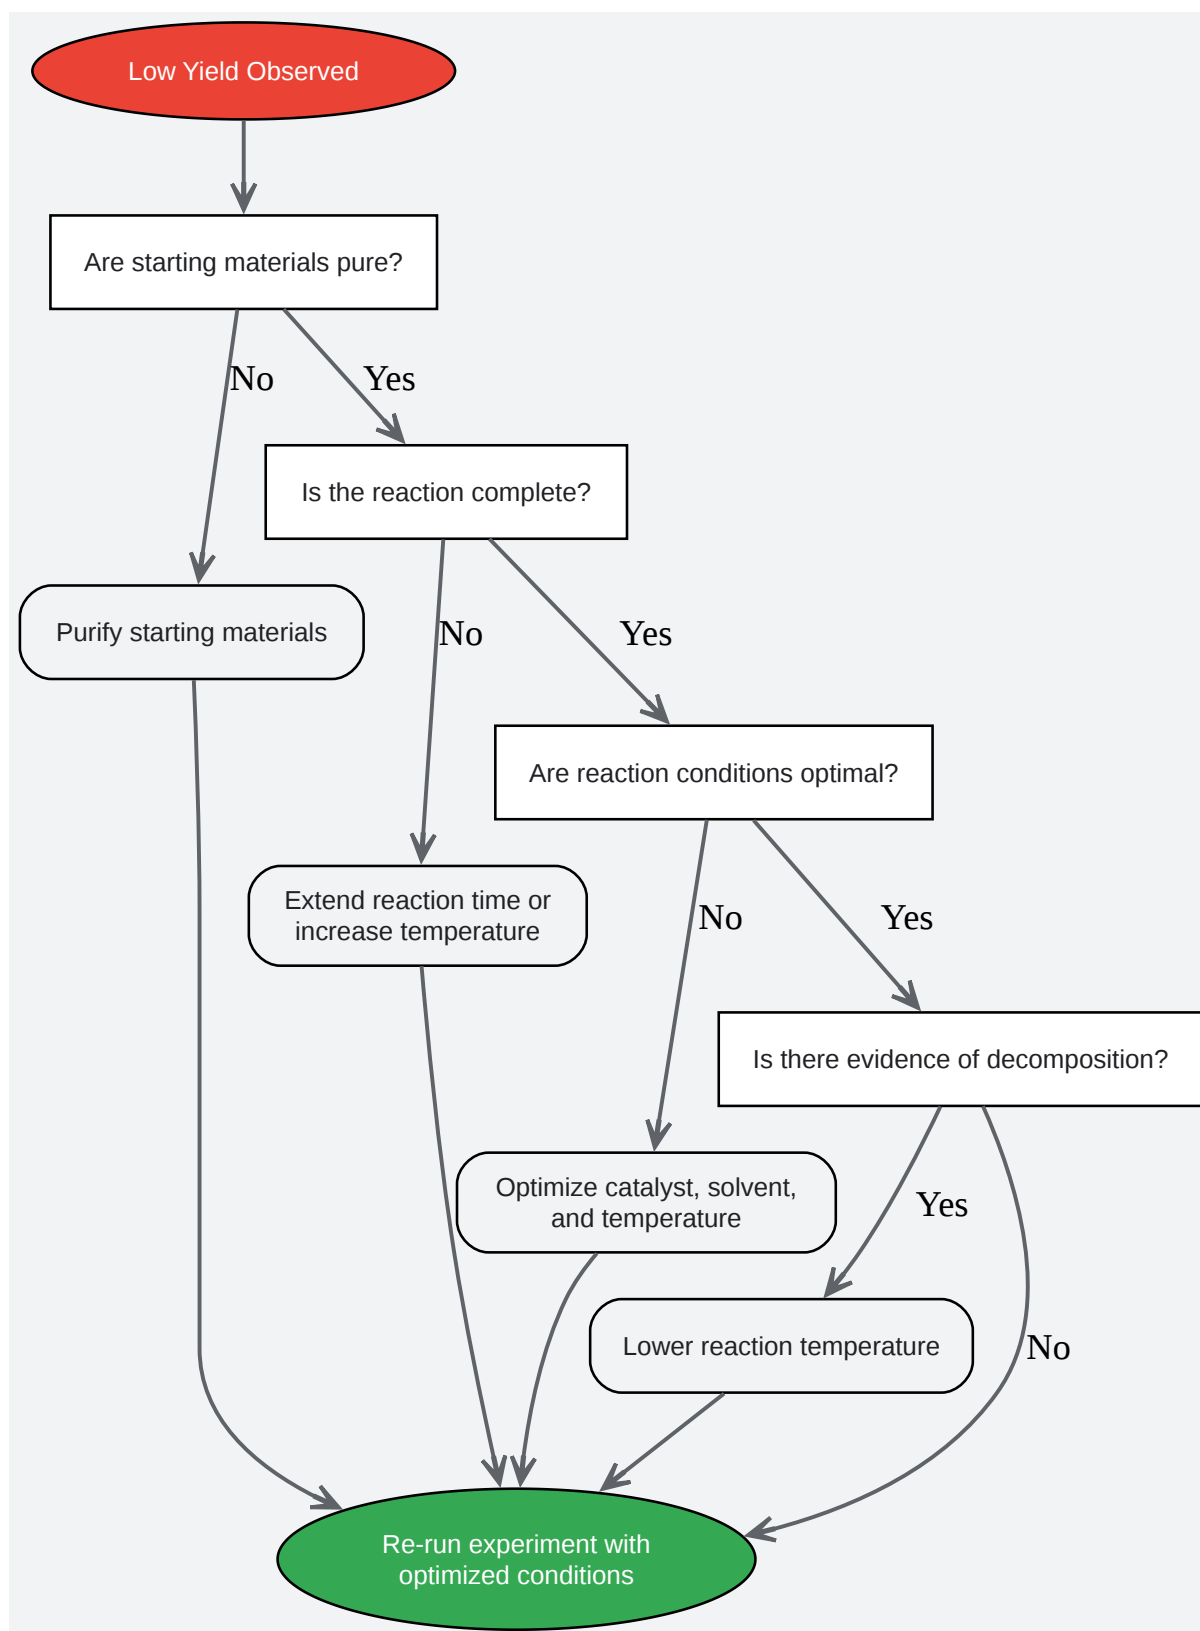 Low Yield Observed
Are starting materials pure?
No
Yes
Is the reaction complete?
Purify starting materials
No
Yes
Are reaction conditions optimal?
Extend reaction time or
increase temperature
No
Yes
Is there evidence of decomposition?
Optimize catalyst, solvent,
and temperature
Yes
Lower reaction temperature
No
Re-run experiment with
optimized conditions